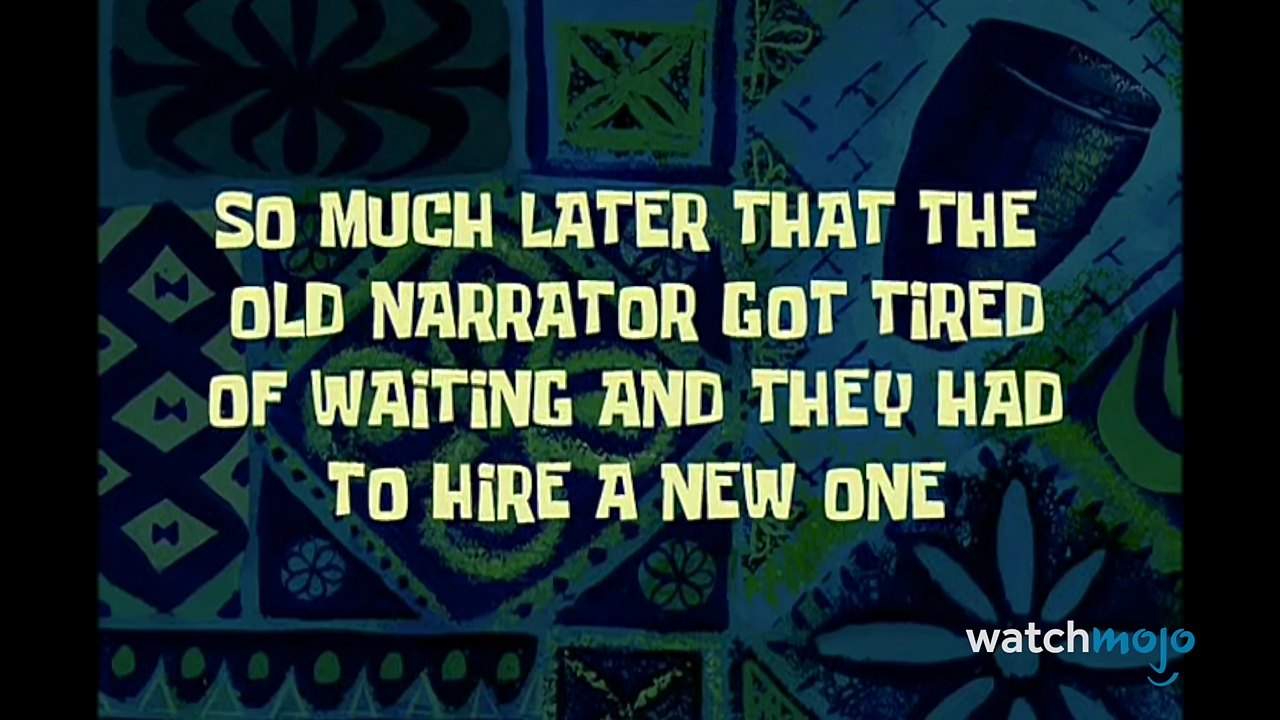 SO MUCH LATER THAT THE
OLD NARRATOR GOT TiRED
OF WAiTiNG AND THEY HAD
TO HiRE A NEW ONE
watchmojo